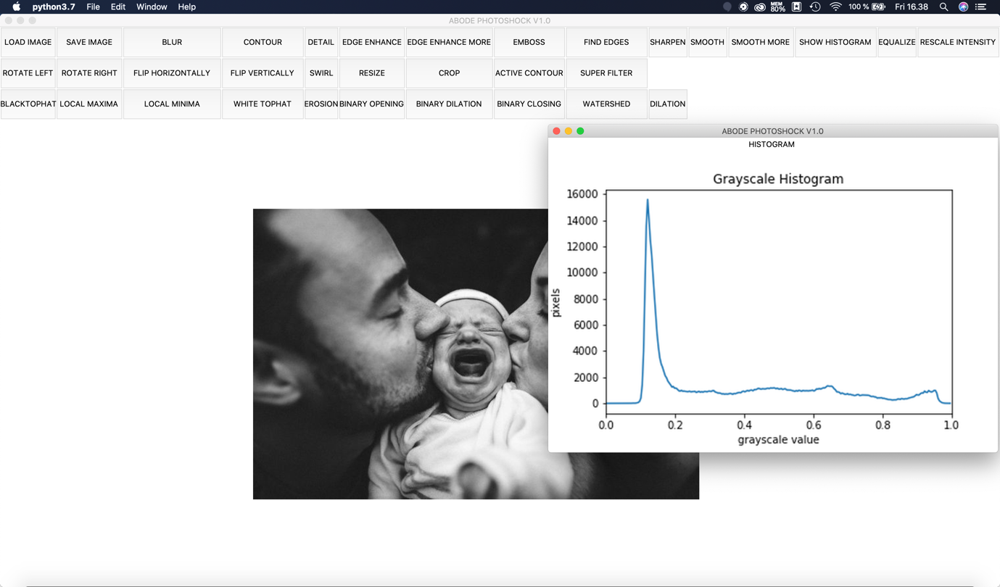 python3.7 File Edit Window Help MEM 80% 100 % Fri 16.38
ABODE PHOTOSHOCK V1.0
LOAD IMAGE SAVE IMAGE BLUR CONTOUR DETAIL EDGE ENHANCE EDGE ENHANCE MORE EMBOSS FIND EDGES SHARPEN SMOOTH SMOOTH MORE SHOW HISTOGRAM EQUALIZE RESCALE INTENSITY
ROTATE LEFT ROTATE RIGHT FLIP HORIZONTALLY FLIP VERTICALLY SWIRL RESIZE CROP ACTIVE CONTOUR SUPER FILTER
BLACKTOPHAT LOCAL MAXIMA LOCAL MINIMA WHITE TOPHAT EROSION BINARY OPENING BINARY DILATION BINARY CLOSING WATERSHED DILATION
ABODE PHOTOSHOCK V1.0
HISTOGRAM
Grayscale Histogram
16000
14000
12000
10000
8000
6000
4000
2000
0
pixels
0.0 0.2 0.4 0.6 0.8 1.0
grayscale value